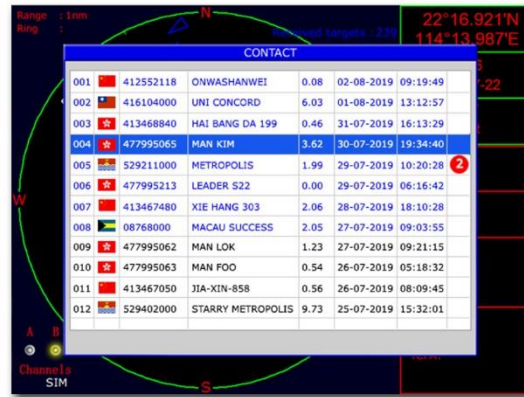 Range : 1nm
Ring :
N
Received targets :239
22°16.921'N
114°13.987'E
CONTACT
001 412552118 ONWASHANWEI 0.08 02-08-2019 09:19:49
002 416104000 UNI CONCORD 6.03 01-08-2019 13:12:57
003 413468840 HAI BANG DA 199 0.46 31-07-2019 16:13:29
004 477995065 MAN KIM 3.62 30-07-2019 19:34:40
005 529211000 METROPOLIS 1.99 29-07-2019 10:20:28 2
006 477995213 LEADER S22 0.00 29-07-2019 06:16:42
007 413467480 XIE HANG 303 2.06 28-07-2019 18:10:28
008 08768000 MACAU SUCCESS 2.05 27-07-2019 09:03:55
009 477995062 MAN LOK 1.23 27-07-2019 09:21:15
010 477995063 MAN FOO 0.54 26-07-2019 05:18:32
011 413467050 JIA-XIN-858 0.56 26-07-2019 08:09:45
012 529402000 STARRY METROPOLIS 9.73 25-07-2019 15:32:01
-22
W
A B
Channels
SIM
S